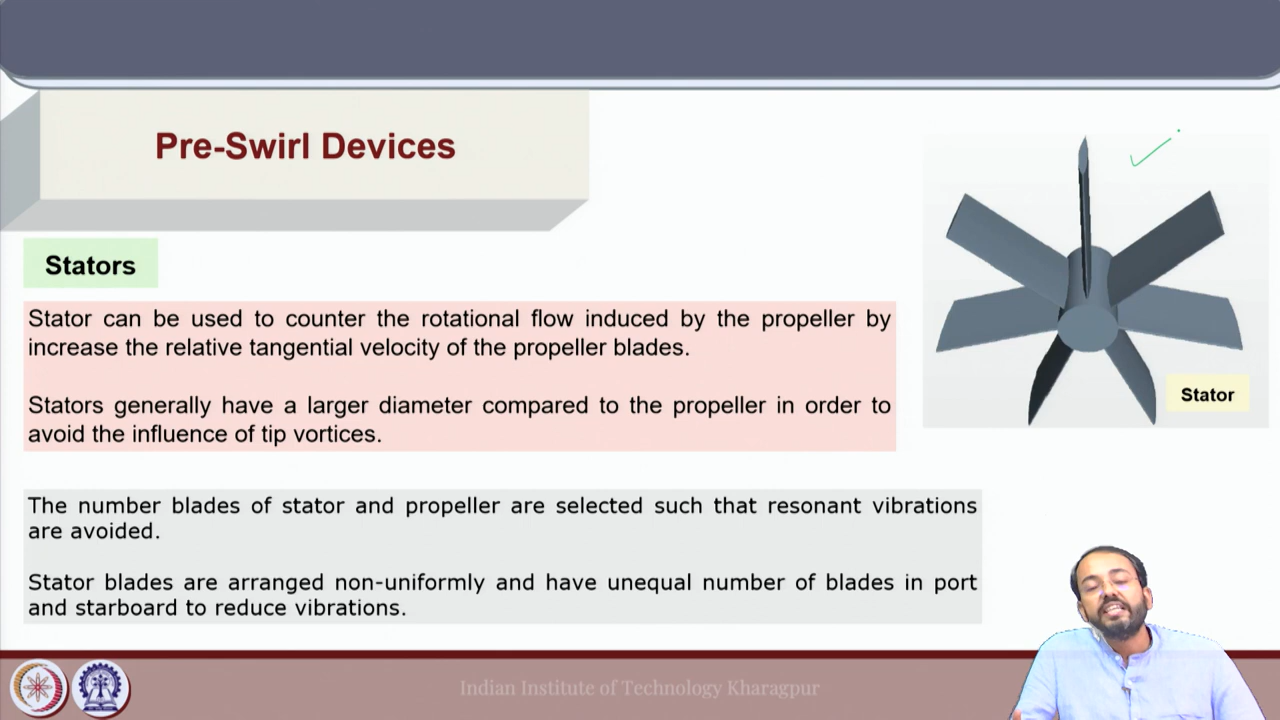 Pre-Swirl Devices
Stators
Stator can be used to counter the rotational flow induced by the propeller by
increase the relative tangential velocity of the propeller blades.
Stators generally have a larger diameter compared to the propeller in order to
avoid the influence of tip vortices.
Stator
The number blades of stator and propeller are selected such that resonant vibrations
are avoided.
Stator blades are arranged non-uniformly and have unequal number of blades in port
and starboard to reduce vibrations.
Indian Institute of Technology Kharagpur